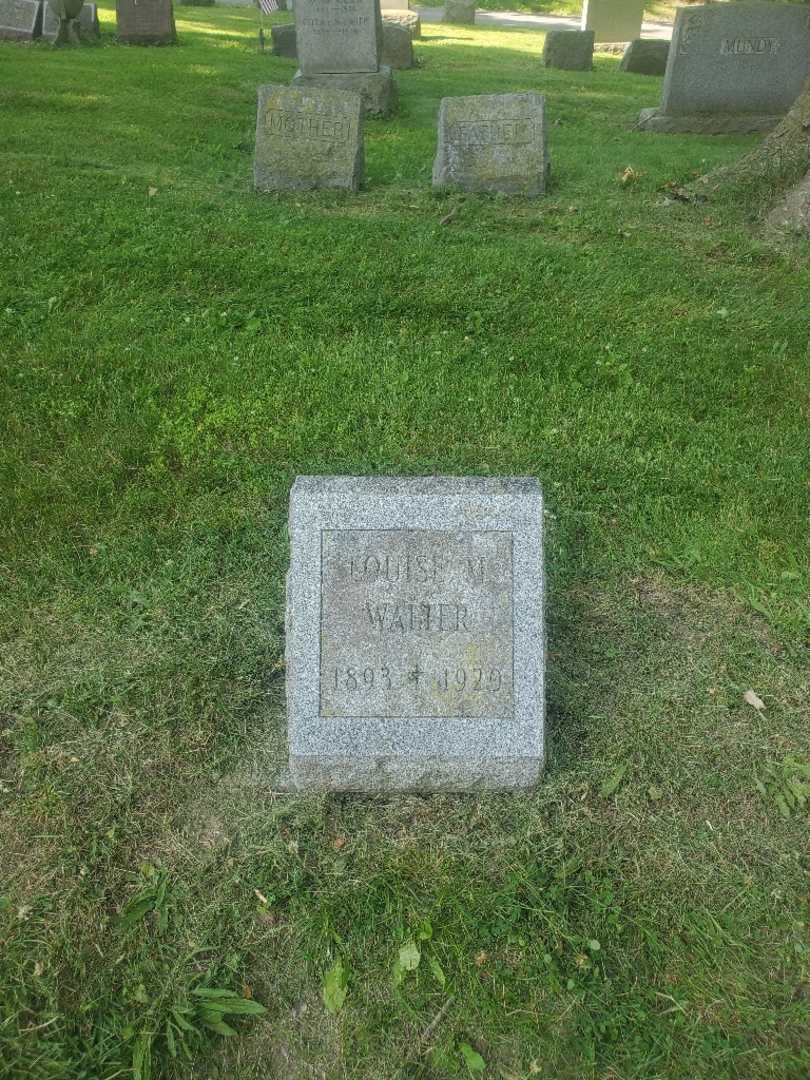 MOTHER
FATHER
MUNDY
LOUISE M
WALTER
1893 ✝ 1920